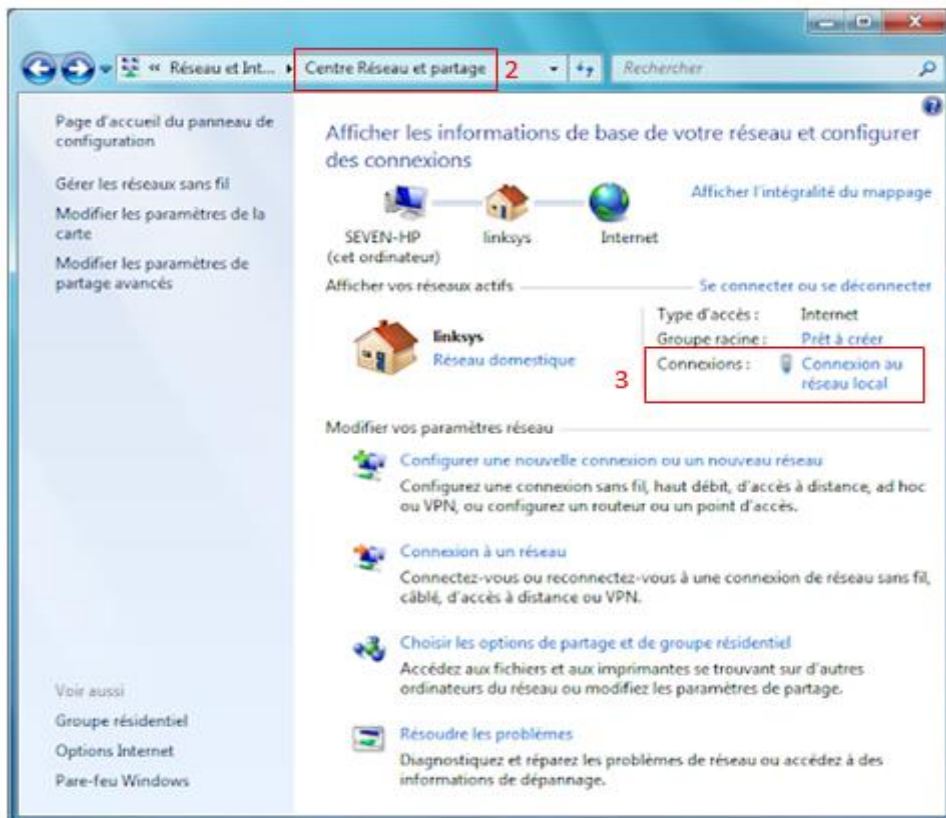 « Réseau et Int... Centre Réseau et partage 2 Rechercher
Page d'accueil du panneau de
configuration
Gérer les réseaux sans fil
Modifier les paramètres de la
carte
Modifier les paramètres de
partage avancés
Voir aussi
Groupe résidentiel
Options Internet
Pare-feu Windows
Afficher les informations de base de votre réseau et configurer
des connexions
Afficher l'intégralité du mappage
SEVEN-HP linksys Internet
(cet ordinateur)
Afficher vos réseaux actifs Se connecter ou se déconnecter
linksys
Réseau domestique
Type d'accès : Internet
Groupe racine : Prêt à créer
3 Connexions : Connexion au
réseau local
Modifier vos paramètres réseau
Configurer une nouvelle connexion ou un nouveau réseau
Configurez une connexion sans fil, haut débit, d'accès à distance, ad hoc
ou VPN, ou configurez un routeur ou un point d'accès.
Connexion à un réseau
Connectez-vous ou reconnectez-vous à une connexion de réseau sans fil,
câblé, d'accès à distance ou VPN.
Choisir les options de partage et de groupe résidentiel
Accédez aux fichiers et aux imprimantes se trouvant sur d'autres
ordinateurs du réseau ou modifiez les paramètres de partage.
Résoudre les problèmes
Diagnostiquez et réparez les problèmes de réseau ou accédez à des
informations de dépannage.